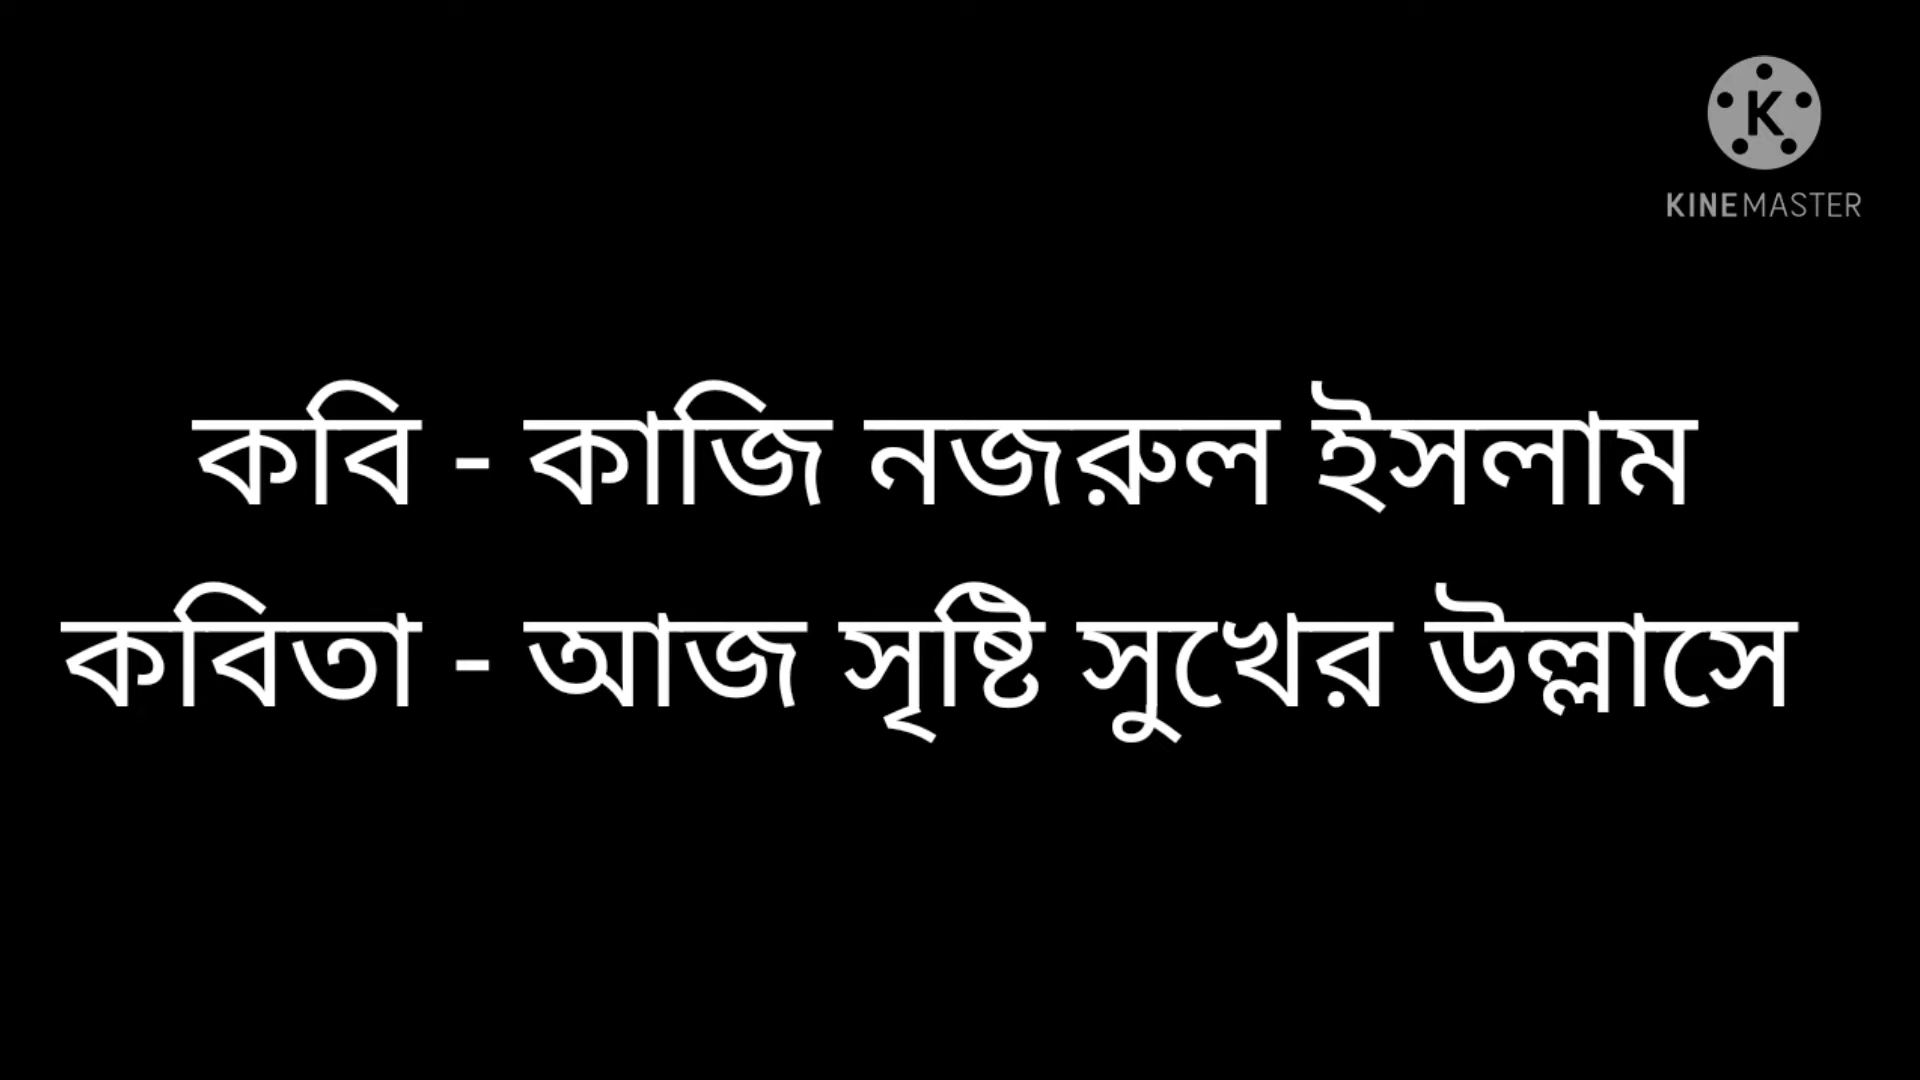 KINEMASTER
কবি - কাজি নজরুল ইসলাম
কবিতা - আজ সৃষ্টি সুখের উল্লাসে